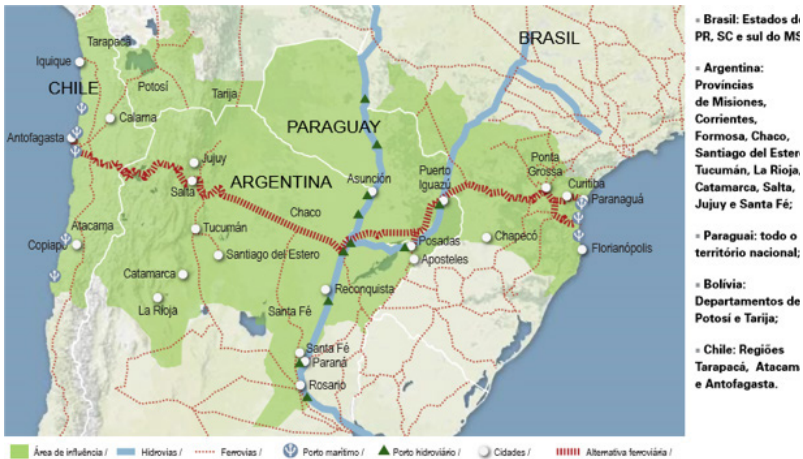 Tarapacá
Iquique
CHILE
Potosí
Calama
Tarija
Antofagasta
PARAGUAY
BRASIL
Jujuy
Salta
ARGENTINA
Asunción
Chaco
Puerto
Iguazú
Ponta
Grossa
Curitiba
Paranaguá
Atacama
Copiapó
Tucumán
Santiago del Estero
Posadas
Aposteles
Chapecó
Florianópolis
Catamarca
La Rioja
Reconquista
Santa Fé
Santa Fé
Paraná
Rosario
▪ Brasil: Estados do
PR, SC e sul do MS
▪ Argentina:
Províncias
de Misiones,
Corrientes,
Formosa, Chaco,
Santiago del Estero
Tucumán, La Rioja,
Catamarca, Salta,
Jujuy e Santa Fé;
▪ Paraguai: todo o
território nacional;
▪ Bolívia:
Departamentos de
Potosí e Tarija;
▪ Chile: Regiões
Tarapacá, Atacama
e Antofagasta.
Área de influência / Hidrovias / Ferrovias / Porto marítimo / Porto hidroviário / Cidades / Alternativa ferroviária /